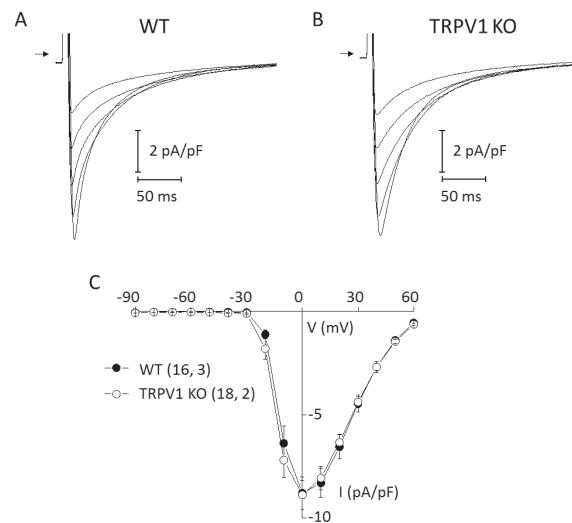 A
WT
2 pA/pF
50 ms
B
TRPV1 KO
2 pA/pF
50 ms
C
-90 -60 -30 0 30 60
V (mV)
WT (16, 3)
TRPV1 KO (18, 2)
-5
I (pA/pF)
-10